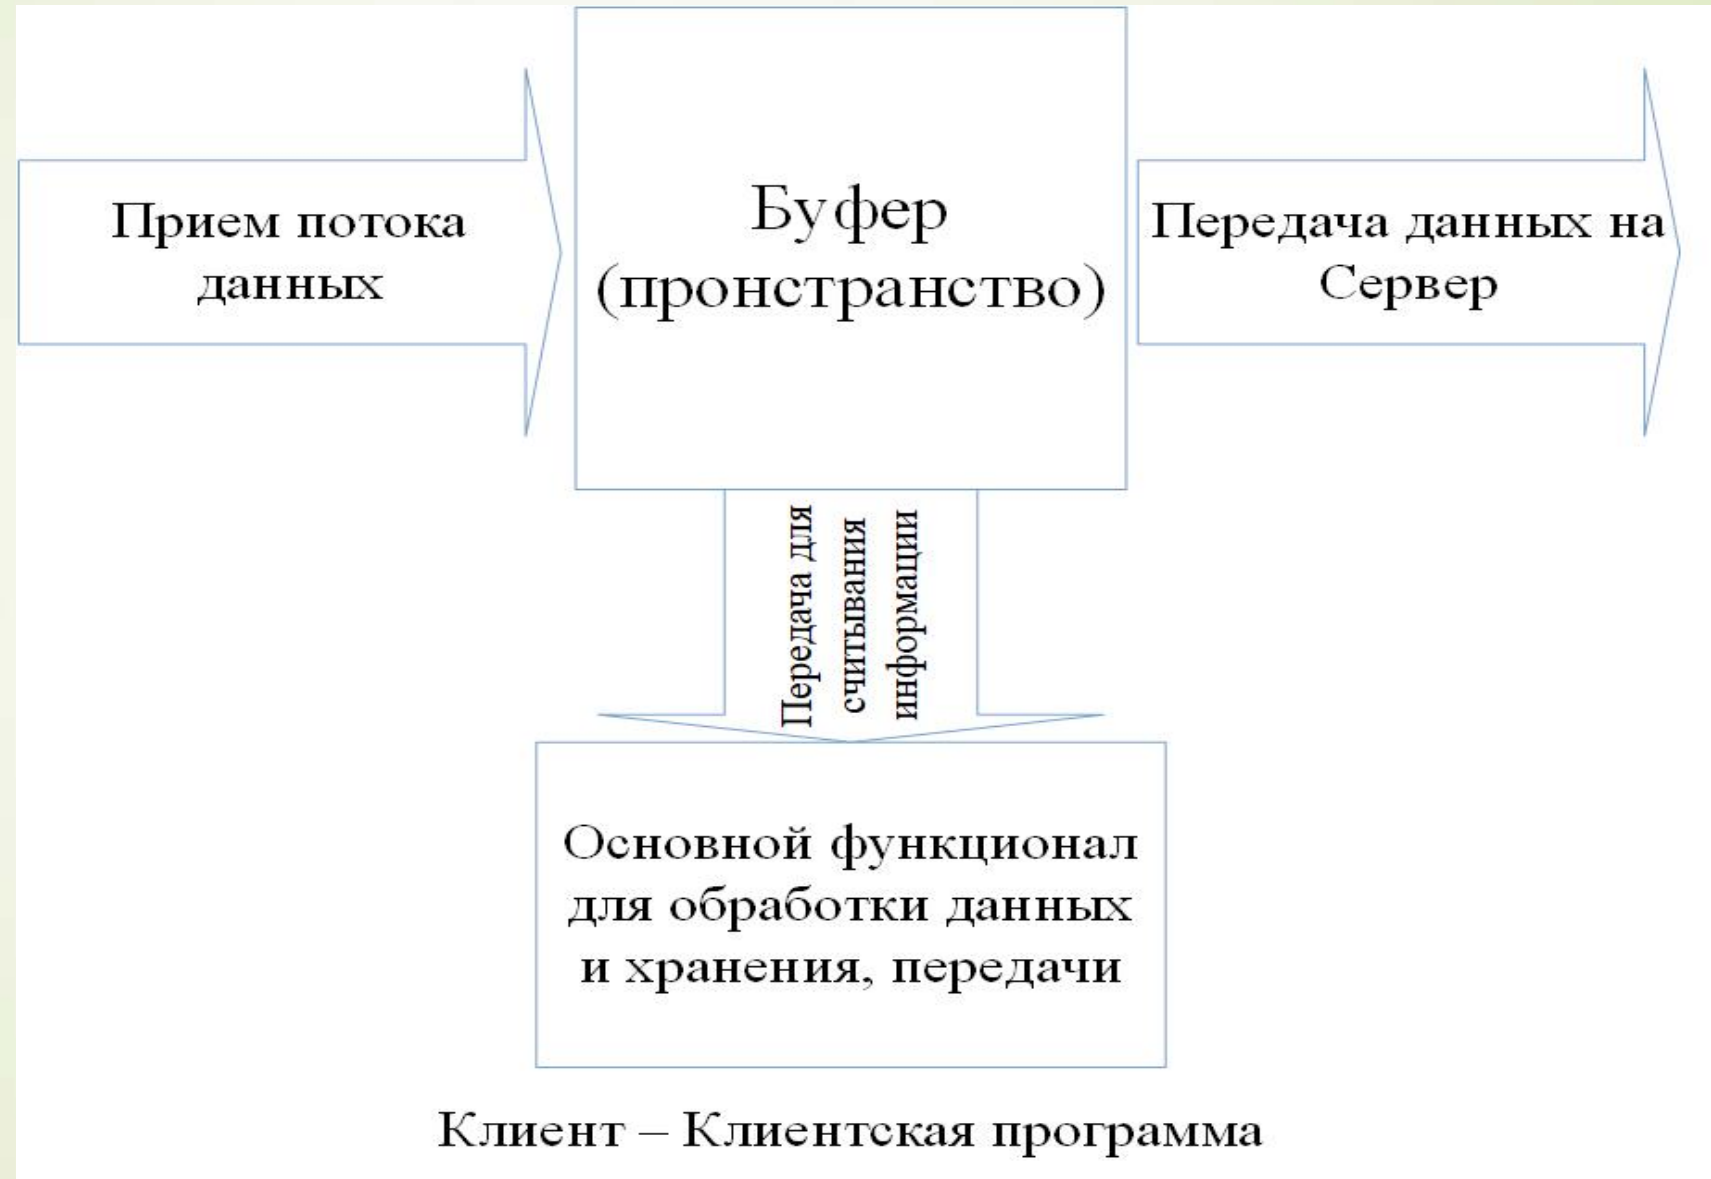 Прием потока
данных
Буфер
(пронстранство)
Передача данных на
Сервер
Передача для
считывания
информации
Основной функционал
для обработки данных
и хранения, передачи
Клиент – Клиентская программа